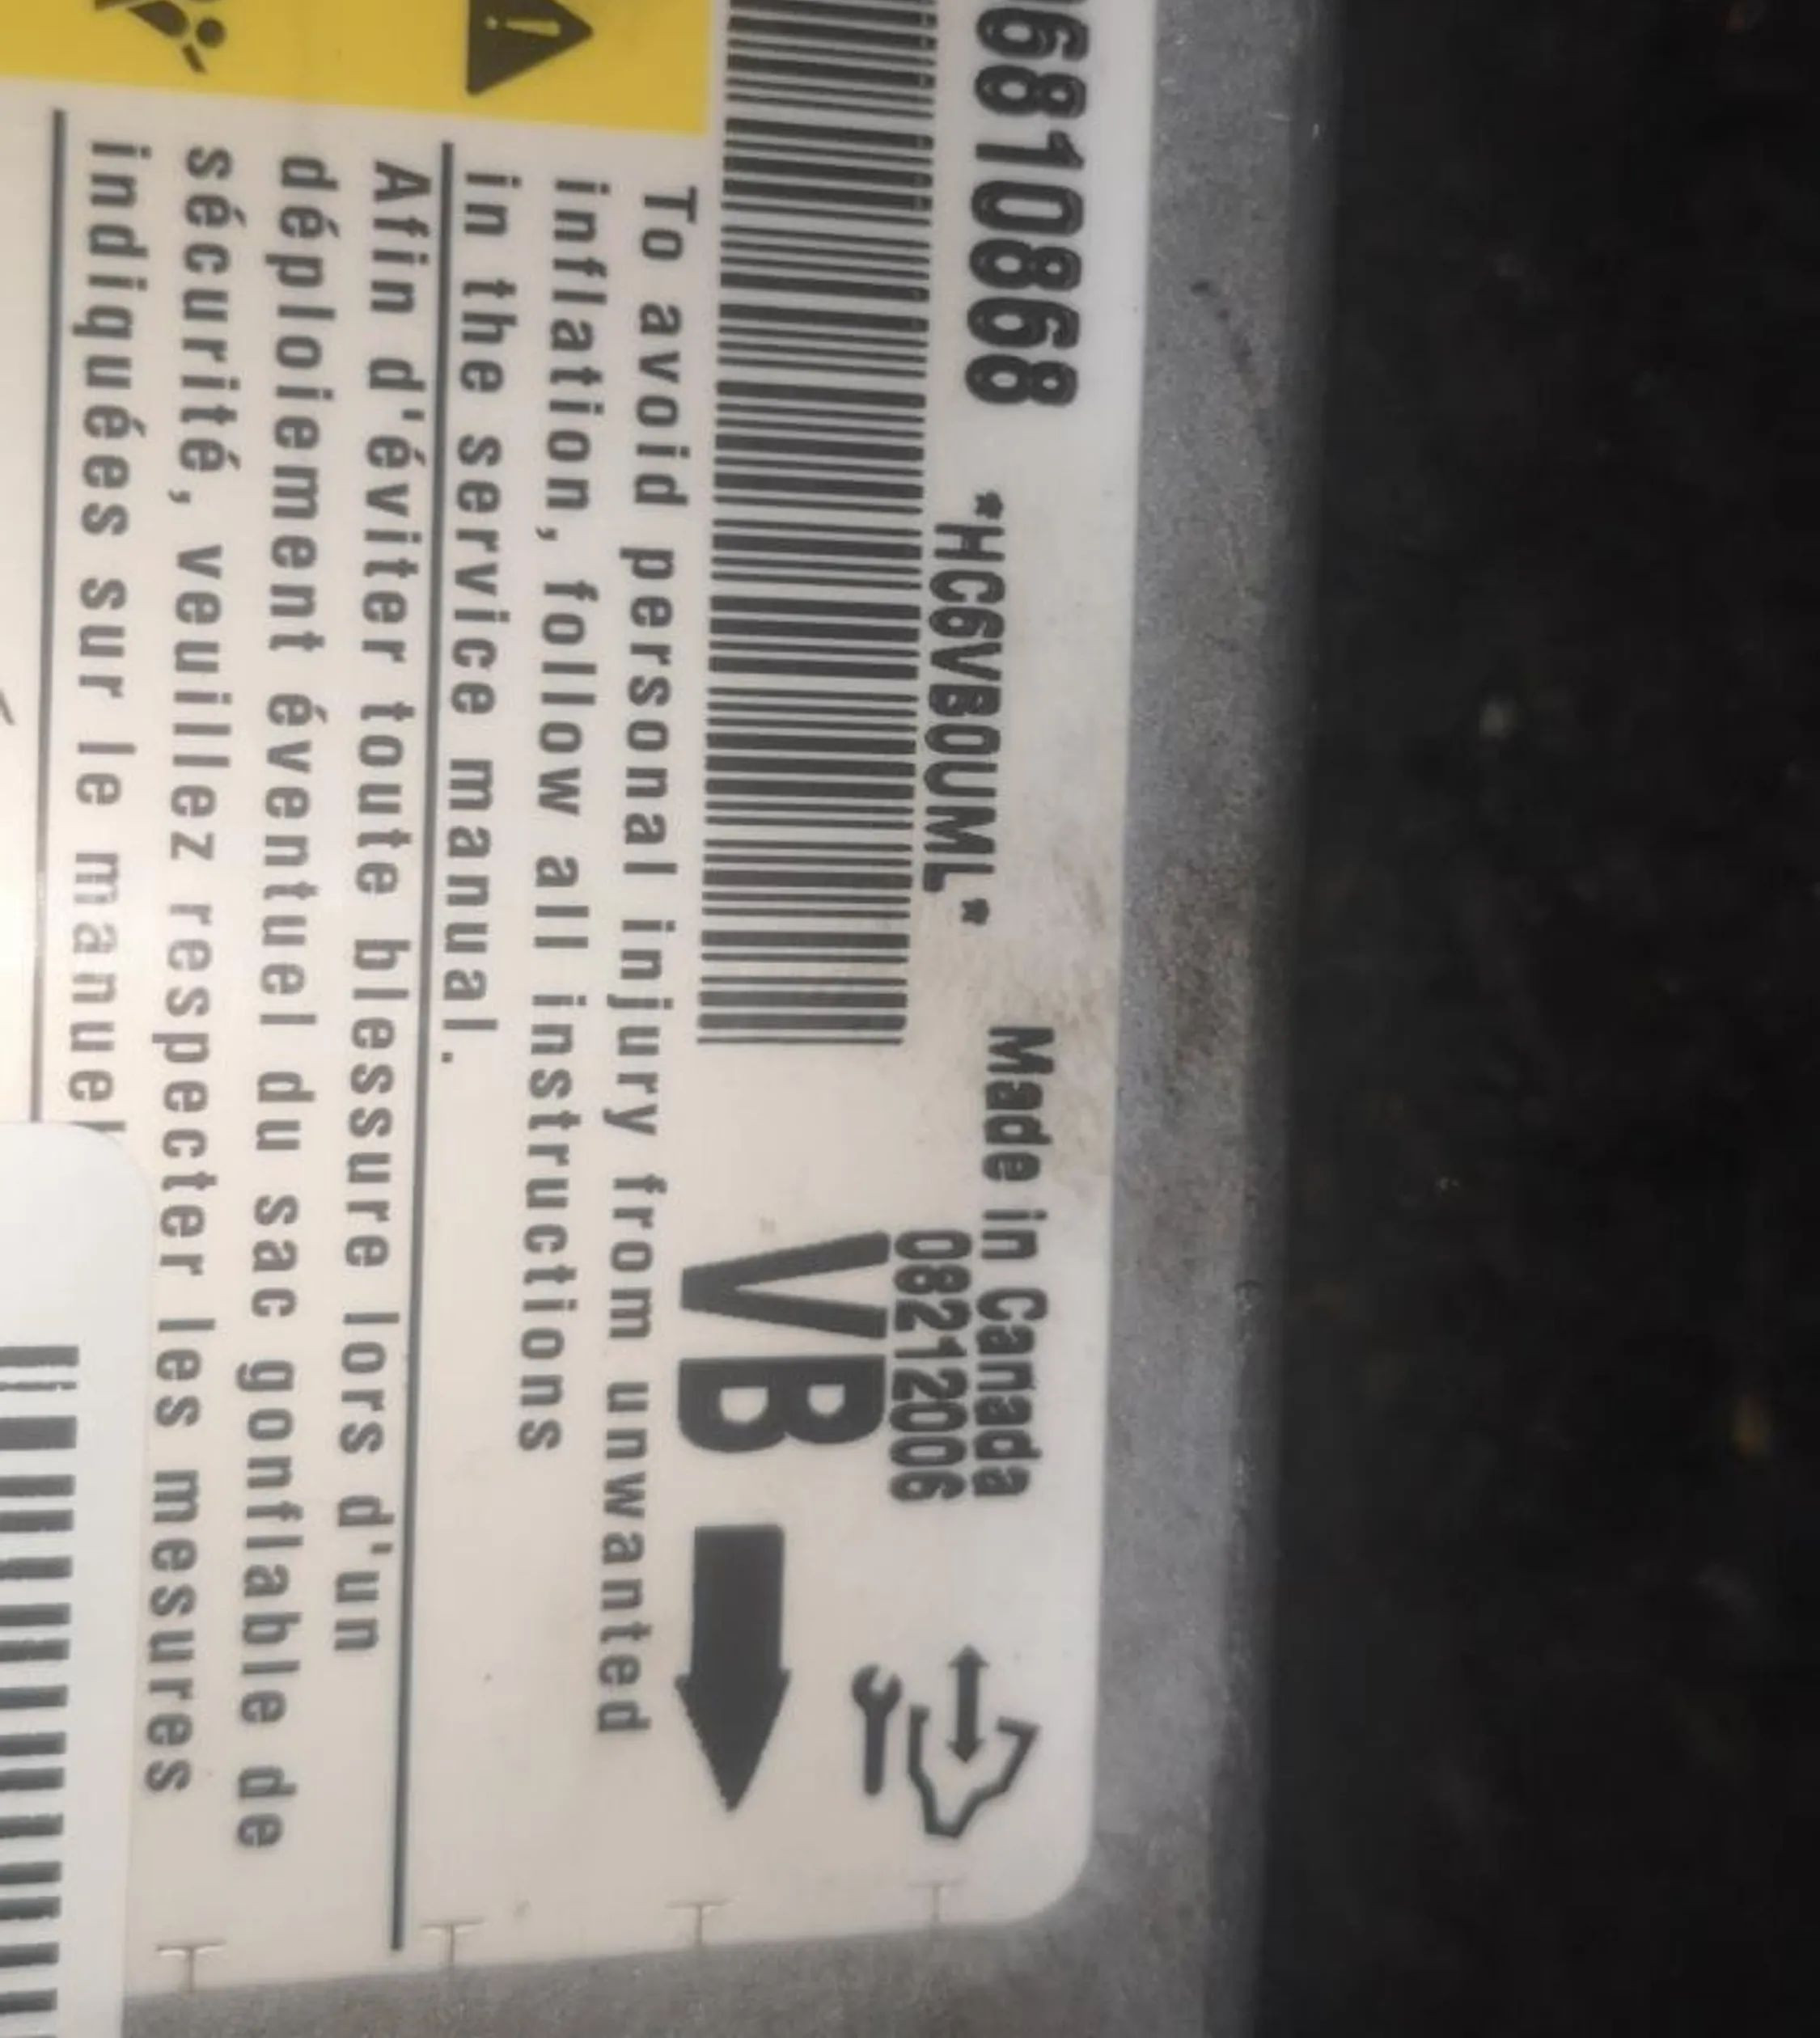 6810868
*HC6VB0UML*
Made in Canada
08212006
VB
To avoid personal injury from unwanted
inflation, follow all instructions
in the service manual.
Afin d'éviter toute blessure lors d'un
déploiement éventuel du sac gonflable de
sécurité, veuillez respecter les mesures
indiquées sur le manuel